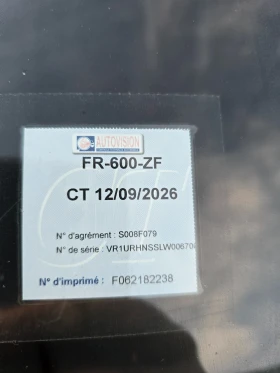 AUTOVISION
FR-600-ZF
CT 12/09/2026
N° d'agrément : S008F079
N° de série : VR1URHNSSLW00670
N° d'imprimé : F062182238